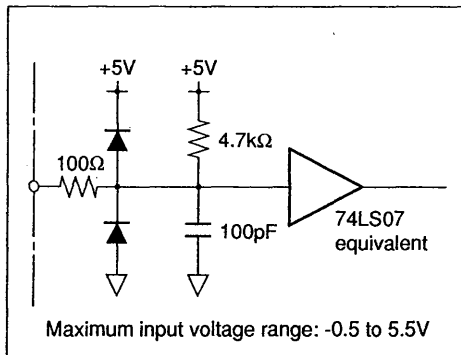 +5V +5V
4.7kΩ
100Ω
100pF
74LS07
equivalent
Maximum input voltage range: -0.5 to 5.5V